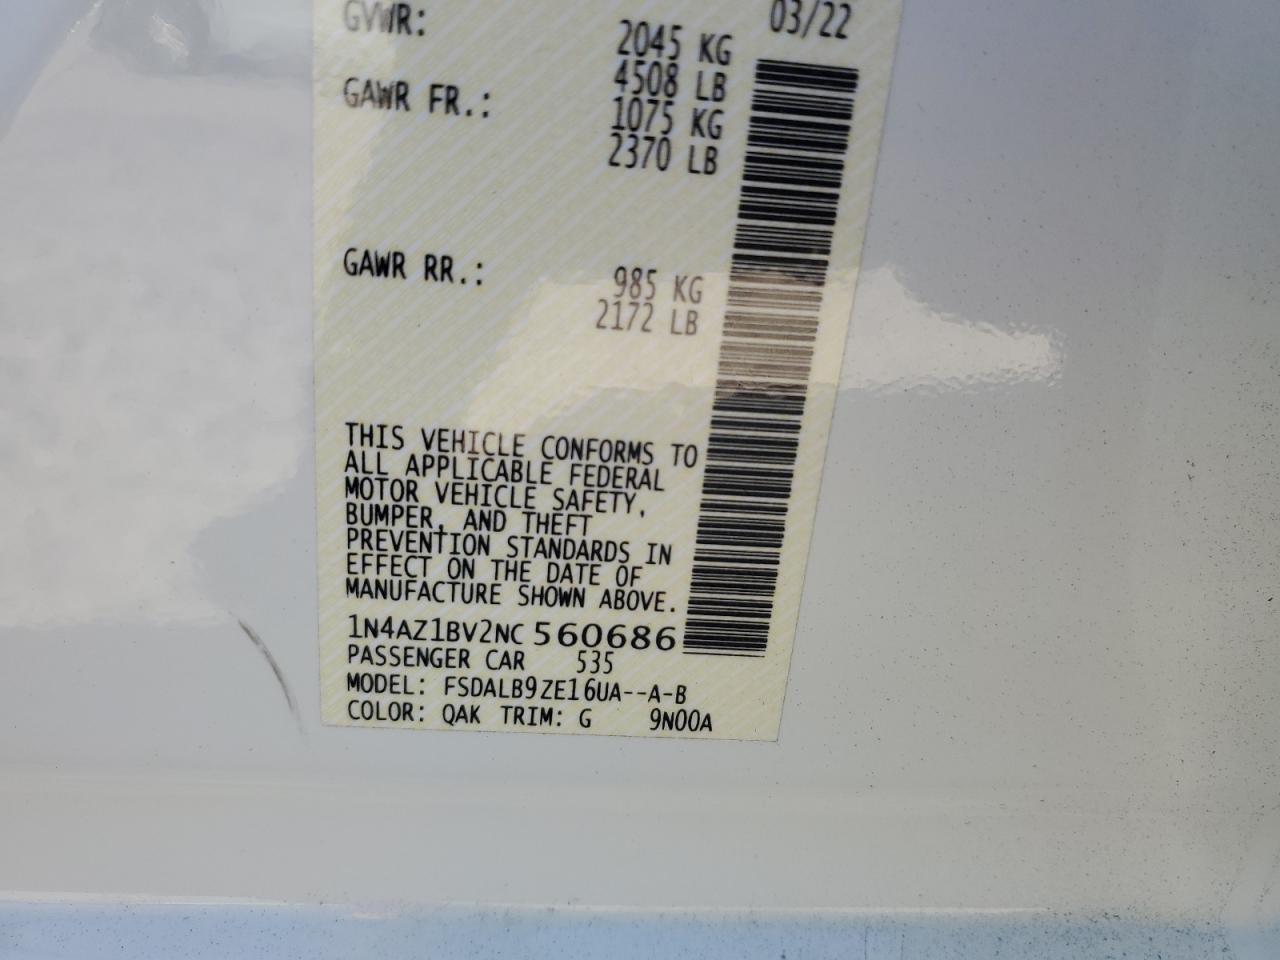 03/22
GVWR:
2045 KG
4508 LB
GAWR FR.:
1075 KG
2370 LB
GAWR RR.:
985 KG
2172 LB
THIS VEHICLE CONFORMS TO
ALL APPLICABLE FEDERAL
MOTOR VEHICLE SAFETY,
BUMPER, AND THEFT
PREVENTION STANDARDS IN
EFFECT ON THE DATE OF
MANUFACTURE SHOWN ABOVE.
1N4AZ1BV2NC560686
PASSENGER CAR 535
MODEL: FSDALB9ZE16UA--A-B
COLOR: QAK TRIM: G 9N00A